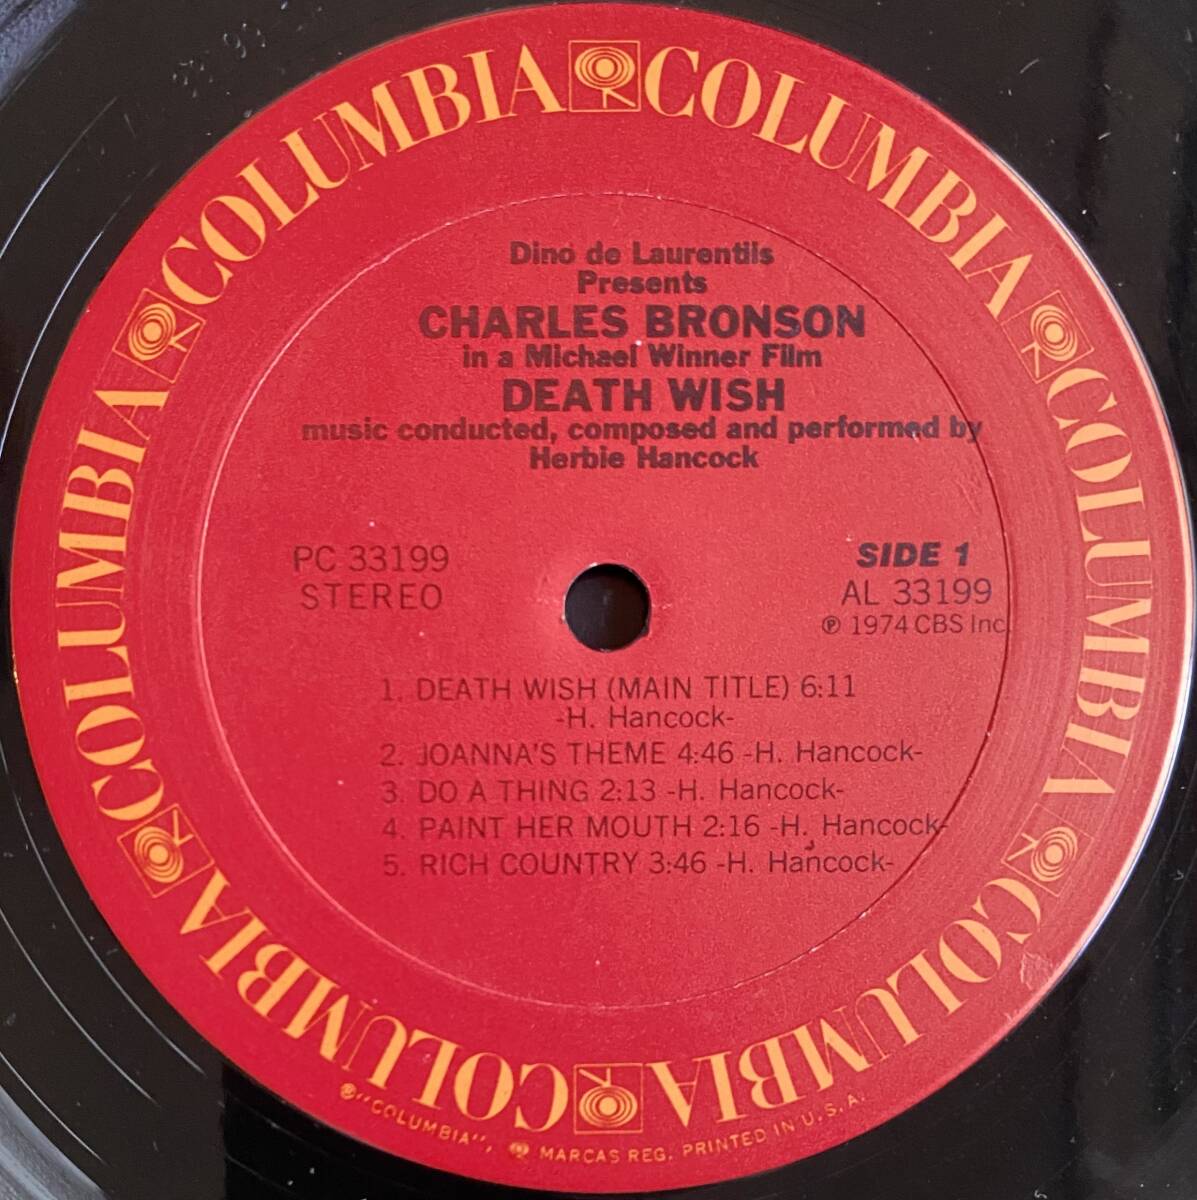 COLUMBIA COLUMBIA COLUMBIA COLUMBIA COLUMBIA COLUMBIA
Dino de Laurentiis
Presents
CHARLES BRONSON
in a Michael Winner Film
DEATH WISH
music conducted, composed and performed by
Herbie Hancock
PC 33199
STEREO
SIDE 1
AL 33199
℗ 1974 CBS Inc.
1. DEATH WISH (MAIN TITLE) 6:11
-H. Hancock-
2. JOANNA'S THEME 4:46 -H. Hancock-
3. DO A THING 2:13 -H. Hancock-
4. PAINT HER MOUTH 2:16 -H. Hancock-
5. RICH COUNTRY 3:46 -H. Hancock-
® "COLUMBIA", MARCAS REG. PRINTED IN U.S.A.